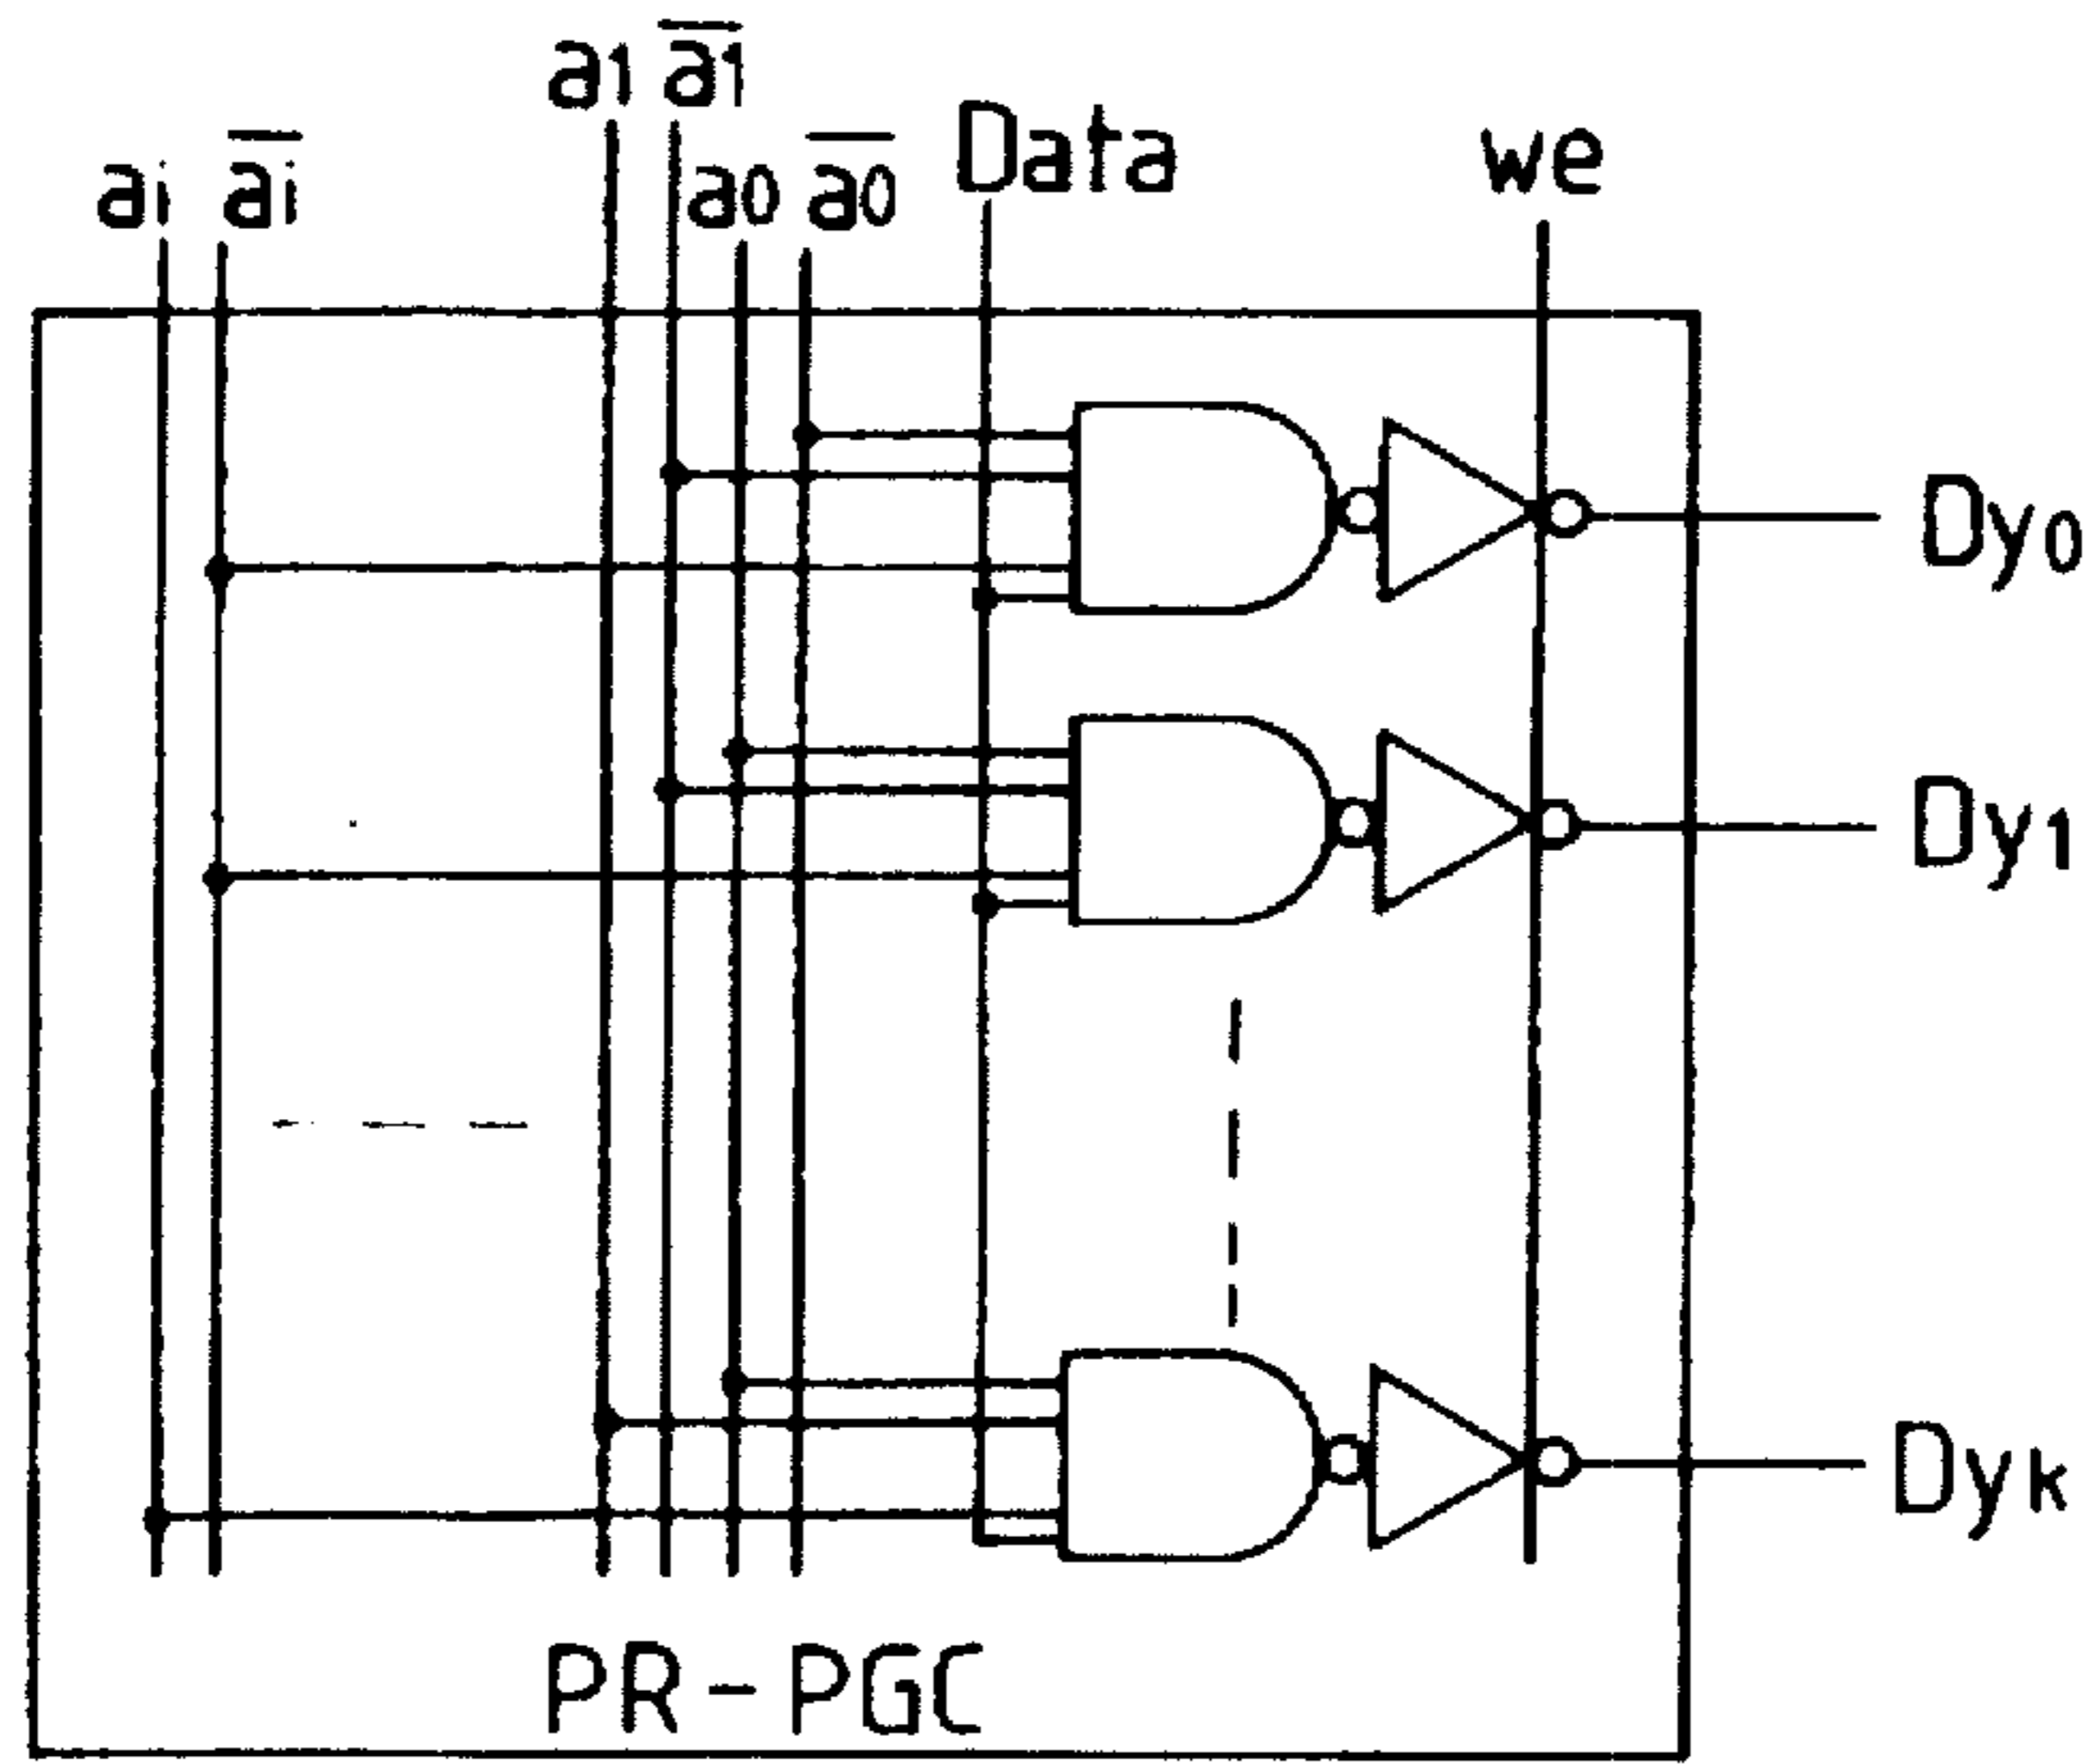 a1 a̅1̅
ai a̅i̅ a0 a̅0̅ Data we
Dy0
Dy1
Dyk
PR-PGC